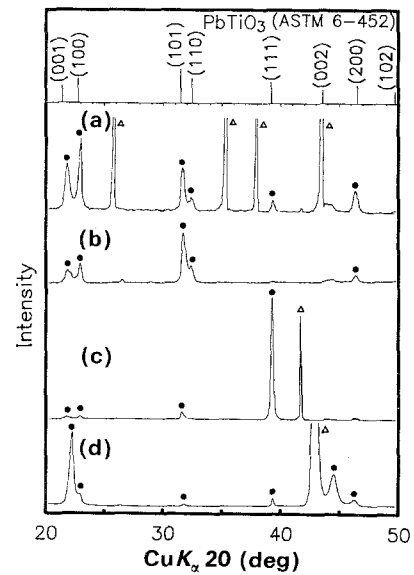 PbTiO3 (ASTM 6-452)
(001)
(100)
(101)
(110)
(111)
(002)
(200)
(102)
(a)
(b)
(c)
(d)
Intensity
20 30 40 50
CuKα 20 (deg)